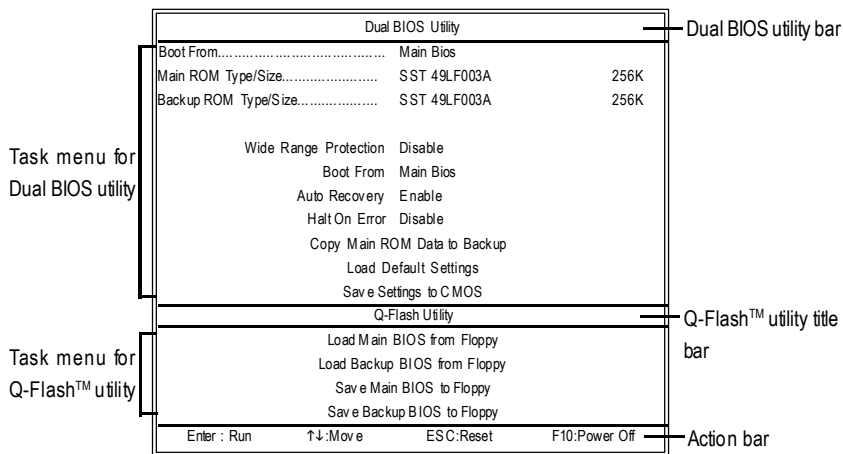 Dual BIOS Utility
Dual BIOS utility bar
Boot From........................................ Main Bios
Main ROM Type/Size....................... SST 49LF003A 256K
Backup ROM Type/Size................... SST 49LF003A 256K
Task menu for
Dual BIOS utility
Wide Range Protection Disable
Boot From Main Bios
Auto Recovery Enable
Halt On Error Disable
Copy Main ROM Data to Backup
Load Default Settings
Save Settings to CMOS
Q-Flash Utility
Q-Flash™ utility title
bar
Task menu for
Q-Flash™ utility
Load Main BIOS from Floppy
Load Backup BIOS from Floppy
Save Main BIOS to Floppy
Save Backup BIOS to Floppy
Enter : Run ↑↓:Move ESC:Reset F10:Power Off
Action bar